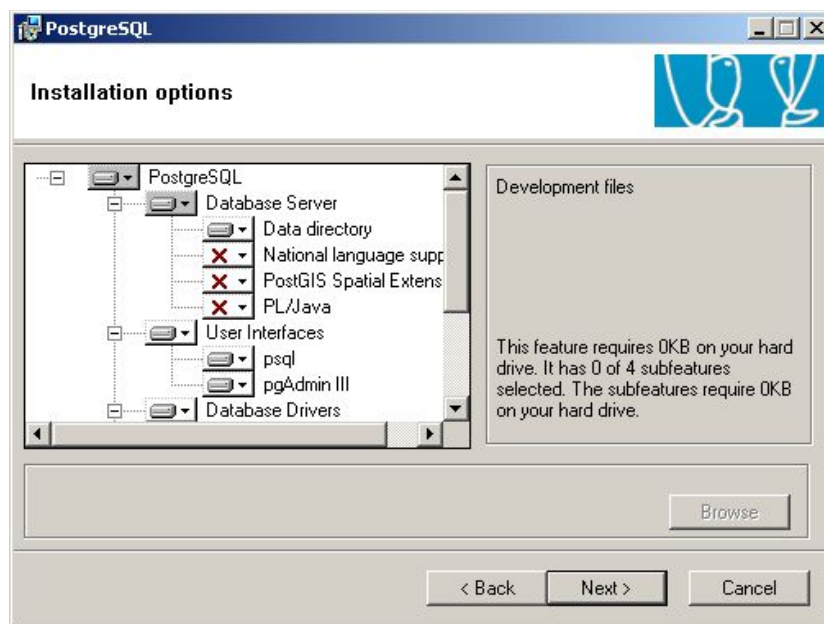 PostgreSQL
Installation options
PostgreSQL
Database Server
Data directory
National language supp
PostGIS Spatial Extens
PL/Java
User Interfaces
psql
pgAdmin III
Database Drivers
Development files
This feature requires 0KB on your hard
drive. It has 0 of 4 subfeatures
selected. The subfeatures require 0KB
on your hard drive.
Browse
< Back
Next >
Cancel